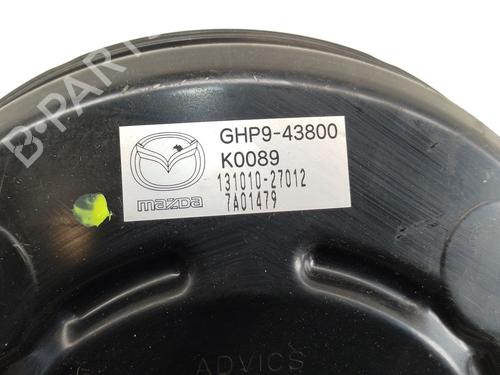 B-PARTS
GHP9-43800
K0089
131010-27012
7A01479
mazda
ADVICS